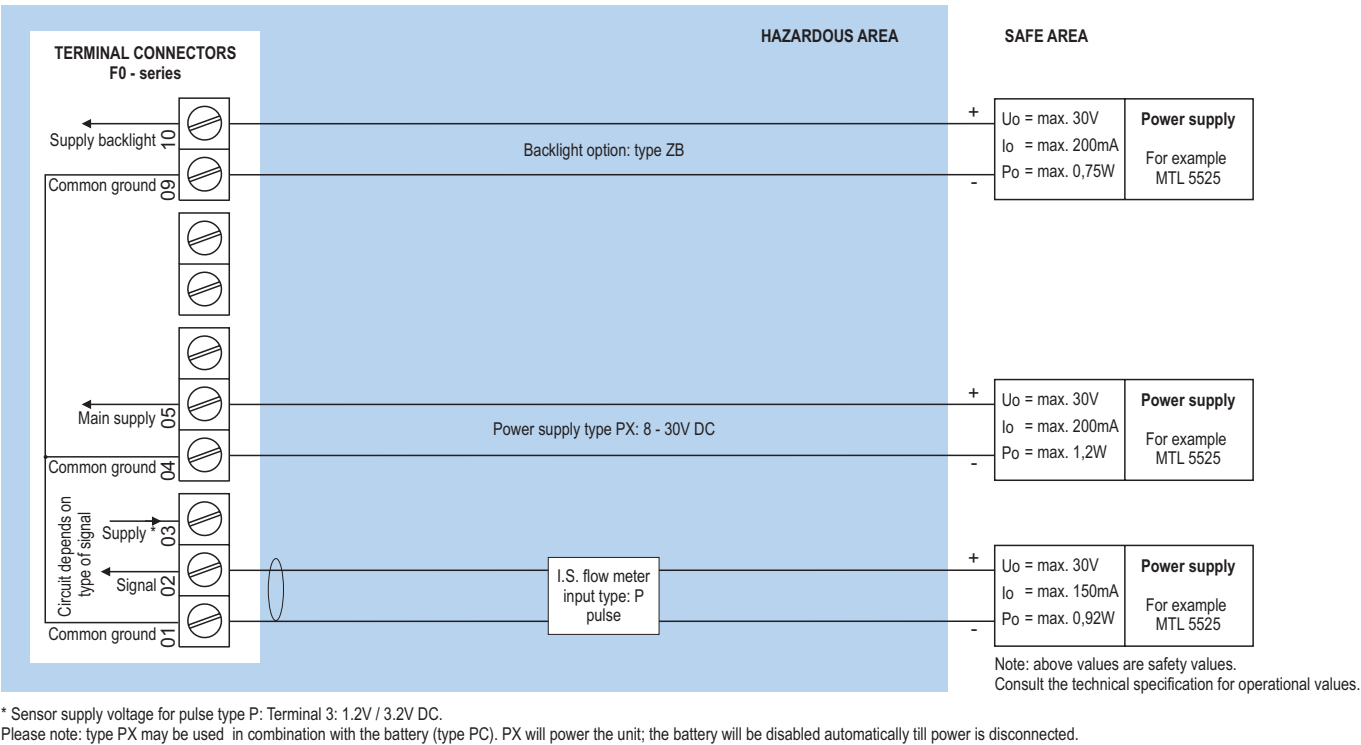 HAZARDOUS AREA
SAFE AREA
TERMINAL CONNECTORS
F0 - series
Supply backlight
10
Common ground
09
Backlight option: type ZB
+
-
Uo = max. 30V
Io = max. 200mA
Po = max. 0,75W
Power supply
For example
MTL 5525
Main supply
05
Common ground
04
Power supply type PX: 8 - 30V DC
+
-
Uo = max. 30V
Io = max. 200mA
Po = max. 1,2W
Power supply
For example
MTL 5525
Circuit depends on
type of signal
Supply *
03
Signal
02
Common ground
01
I.S. flow meter
input type: P
pulse
+
-
Uo = max. 30V
Io = max. 150mA
Po = max. 0,92W
Power supply
For example
MTL 5525
Note: above values are safety values.
Consult the technical specification for operational values.
* Sensor supply voltage for pulse type P: Terminal 3: 1.2V / 3.2V DC.
Please note: type PX may be used in combination with the battery (type PC). PX will power the unit; the battery will be disabled automatically till power is disconnected.